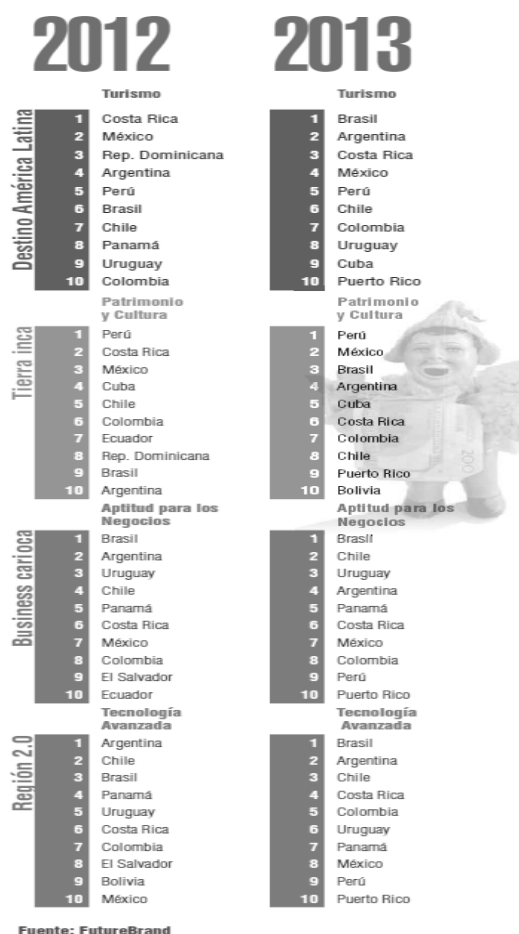 2012
2013
Destino América Latina
Turismo
1 Costa Rica
2 México
3 Rep. Dominicana
4 Argentina
5 Perú
6 Brasil
7 Chile
8 Panamá
9 Uruguay
10 Colombia
Turismo
1 Brasil
2 Argentina
3 Costa Rica
4 México
5 Perú
6 Chile
7 Colombia
8 Uruguay
9 Cuba
10 Puerto Rico
Tierra inca
Patrimonio
y Cultura
1 Perú
2 Costa Rica
3 México
4 Cuba
5 Chile
6 Colombia
7 Ecuador
8 Rep. Dominicana
9 Brasil
10 Argentina
Patrimonio
y Cultura
1 Perú
2 México
3 Brasil
4 Argentina
5 Cuba
6 Costa Rica
7 Colombia
8 Chile
9 Puerto Rico
10 Bolivia
Business carioca
Aptitud para los
Negocios
1 Brasil
2 Argentina
3 Uruguay
4 Chile
5 Panamá
6 Costa Rica
7 México
8 Colombia
9 El Salvador
10 Ecuador
Aptitud para los
Negocios
1 Brasil
2 Chile
3 Uruguay
4 Argentina
5 Panamá
6 Costa Rica
7 México
8 Colombia
9 Perú
10 Puerto Rico
Región 2.0
Tecnología
Avanzada
1 Argentina
2 Chile
3 Brasil
4 Panamá
5 Uruguay
6 Costa Rica
7 Colombia
8 El Salvador
9 Bolivia
10 México
Tecnología
Avanzada
1 Brasil
2 Argentina
3 Chile
4 Costa Rica
5 Colombia
6 Uruguay
7 Panamá
8 México
9 Perú
10 Puerto Rico
Fuente: FutureBrand